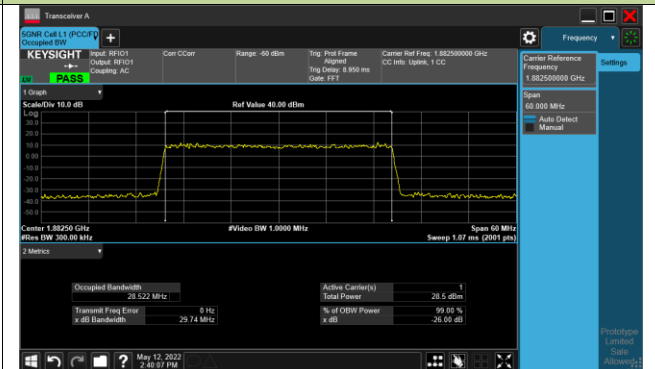 Transceiver A
5GNR Cell L1 (PCC/FD
Occupied BW
Frequency
KEYSIGHT
PASS
Input: RFIO1
Output: RFIO1
Coupling: AC
Corr CCorr
Range: -60 dBm
Trig: Prot Frame
Aligned
Trig Delay: 8.950 ms
Gate: FFT
Carrier Ref Freq: 1.882500000 GHz
CC Info: Uplink, 1 CC
Carrier Reference
Frequency
1.882500000 GHz
Settings
Span
60.000 MHz
Auto Detect
Manual
1 Graph
Scale/Div 10.0 dB
Ref Value 40.00 dBm
Log
30.0
20.0
10.0
0.00
-10.0
-20.0
-30.0
-40.0
-50.0
Center 1.88250 GHz
#Video BW 1.0000 MHz
Span 60 MHz
#Res BW 300.00 kHz
Sweep 1.07 ms (2001 pts)
2 Metrics
Occupied Bandwidth
28.522 MHz
Active Carrier(s) 1
Total Power 28.5 dBm
Transmit Freq Error 0 Hz
x dB Bandwidth 29.74 MHz
% of OBW Power 99.00 %
x dB -26.00 dB
Prototype
Limited
Sale
Allowed
?
May 12, 2022
2:40:07 PM